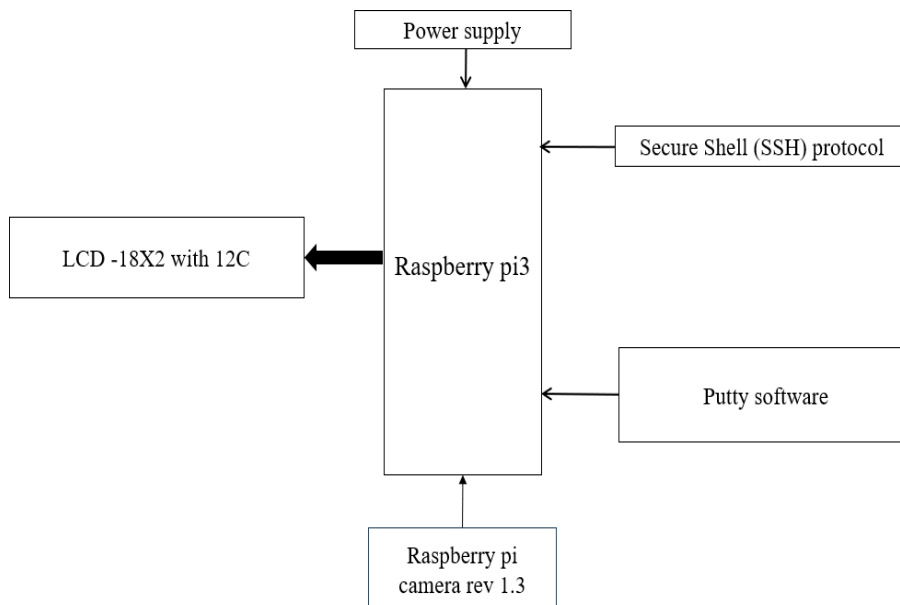 Power supply
Secure Shell (SSH) protocol
LCD -18X2 with 12C
Raspberry pi3
Putty software
Raspberry pi
camera rev 1.3